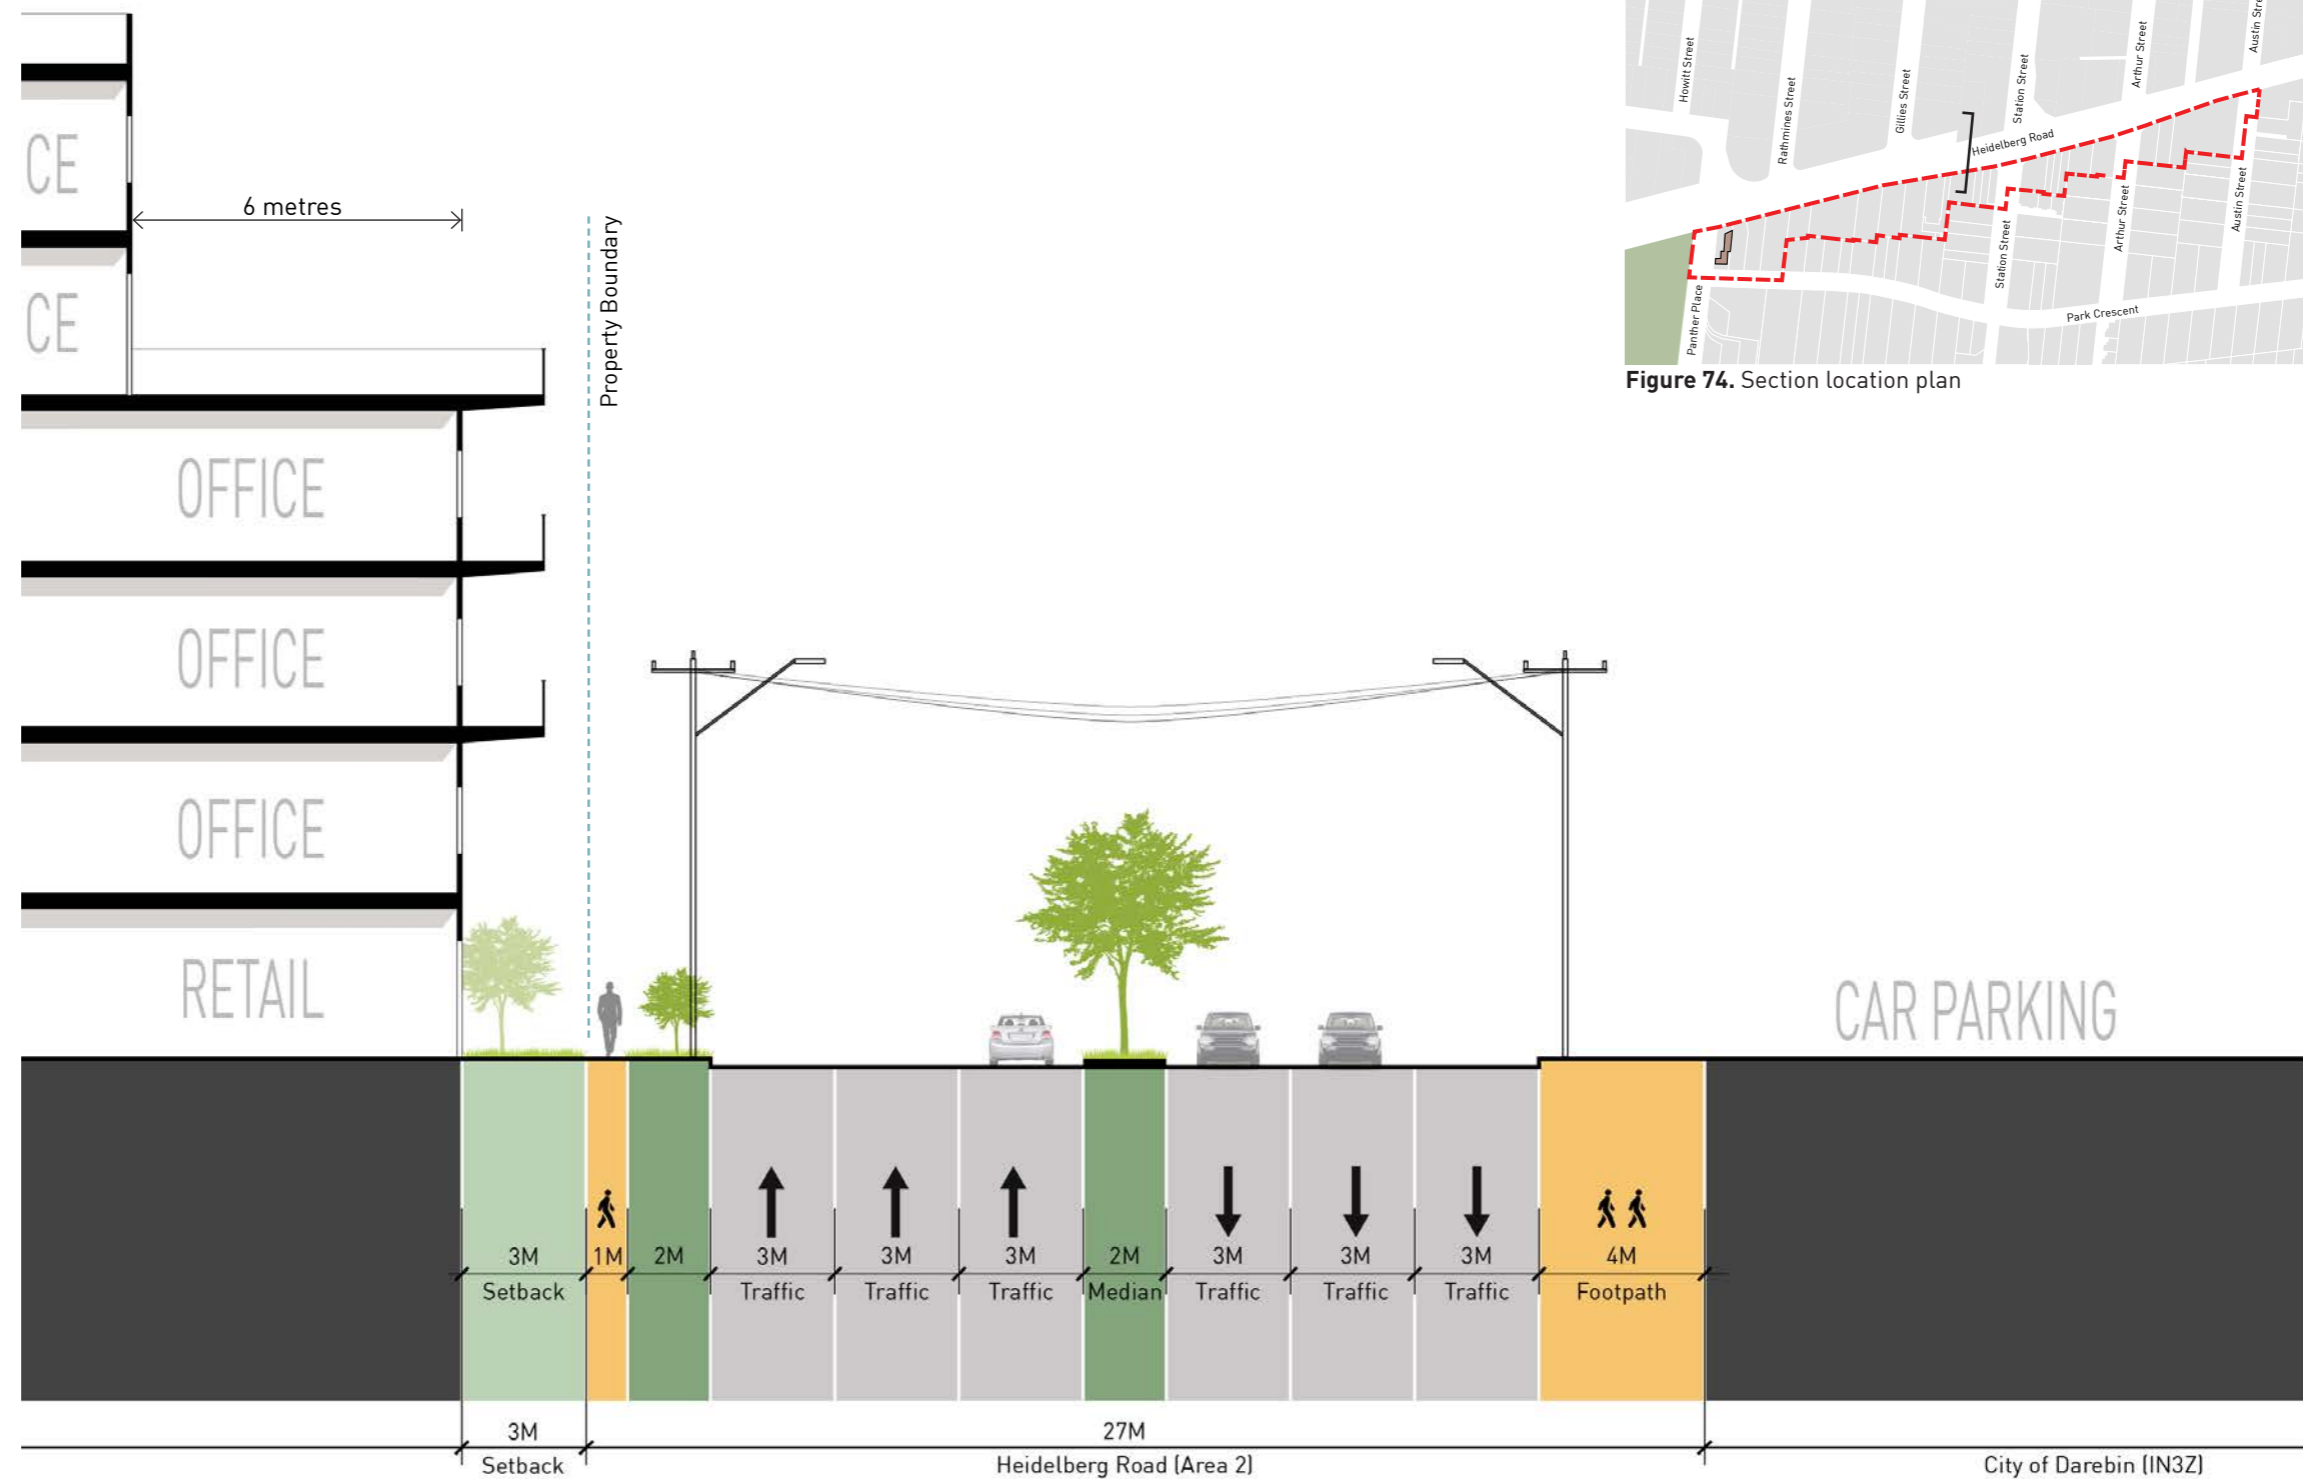 CE
CE
6 metres
Property Boundary
OFFICE
OFFICE
OFFICE
RETAIL
CAR PARKING
Howitt Street
Rathmines Street
Gillies Street
Station Street
Arthur Street
Heidelberg Road
Austin Street
Arthur Street
Station Street
Park Crescent
Panther Place
Figure 74. Section location plan
3M 1M 2M 3M 3M 3M 2M 3M 3M 3M 4M
Setback Traffic Traffic Traffic Median Traffic Traffic Traffic Footpath
3M 27M
Setback Heidelberg Road (Area 2) City of Darebin (IN3Z)